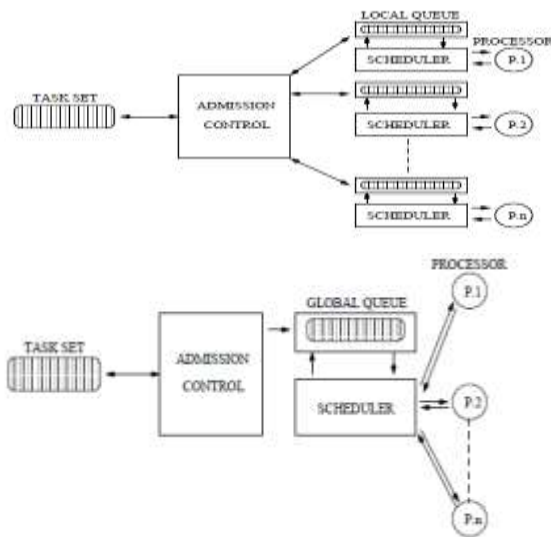 LOCAL QUEUE
PROCESSOR
SCHEDULER
P.1
TASK SET
ADMISSION
CONTROL
SCHEDULER
P.2
SCHEDULER
P.n
PROCESSOR
GLOBAL QUEUE
P.1
TASK SET
ADMISSION
CONTROL
SCHEDULER
P.2
P.n